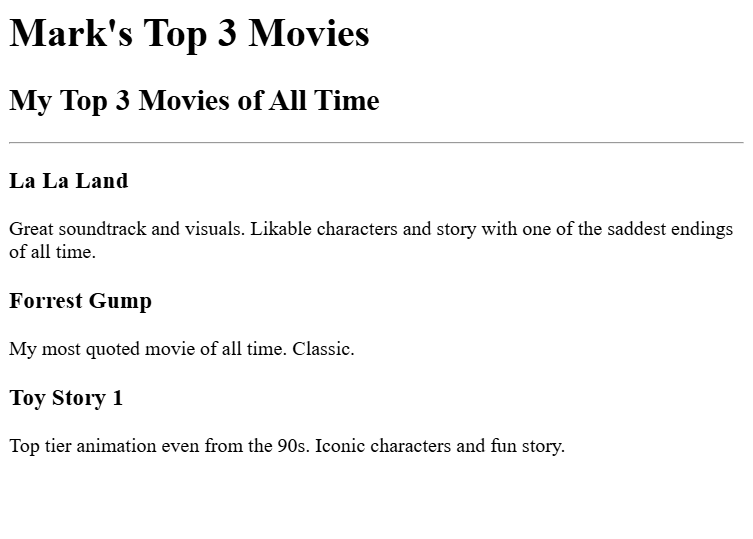 Mark's Top 3 Movies
My Top 3 Movies of All Time
La La Land
Great soundtrack and visuals. Likable characters and story with one of the saddest endings
of all time.
Forrest Gump
My most quoted movie of all time. Classic.
Toy Story 1
Top tier animation even from the 90s. Iconic characters and fun story.